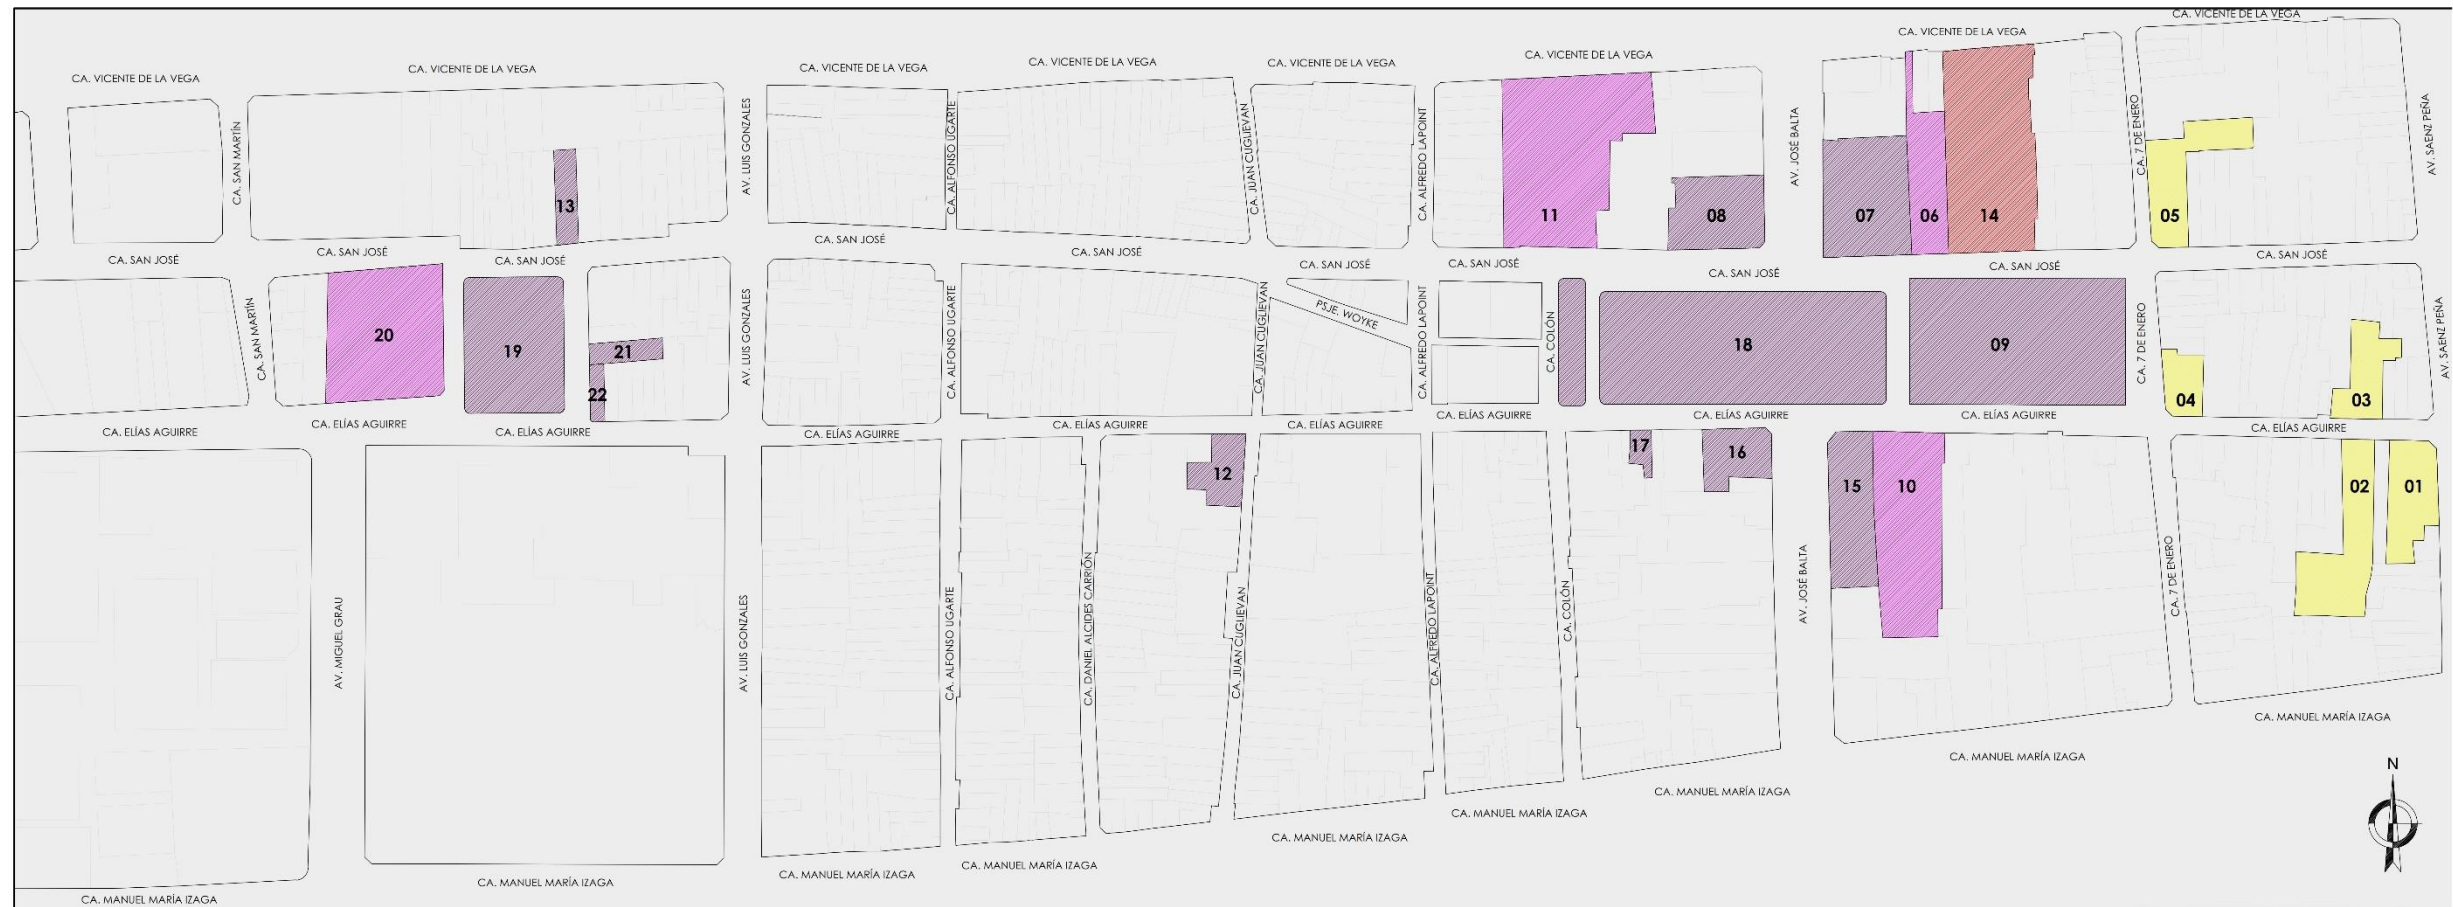 CA. VICENTE DE LA VEGA
CA. VICENTE DE LA VEGA
CA. VICENTE DE LA VEGA
CA. VICENTE DE LA VEGA
CA. VICENTE DE LA VEGA
CA. VICENTE DE LA VEGA
CA. VICENTE DE LA VEGA
CA. VICENTE DE LA VEGA
CA. SAN MARTÍN
AV. LUIS GONZALES
CA. ALFONSO UGARTE
CA. JUAN CUGLIEVAN
CA. ALFREDO LAPOINT
AV. JOSÉ BALTA
CA. 7 DE ENERO
AV. SAENZ PEÑA
13
11
08
07
06
14
05
CA. SAN JOSÉ
CA. SAN JOSÉ
CA. SAN JOSÉ
CA. SAN JOSÉ
CA. SAN JOSÉ
CA. SAN JOSÉ
CA. SAN JOSÉ
CA. SAN JOSÉ
CA. SAN JOSÉ
CA. SAN JOSÉ
CA. SAN MARTÍN
20
19
21
22
AV. LUIS GONZALES
CA. ALFONSO UGARTE
CA. JUAN CUGLIEVAN
PSJE. WOYKE
CA. ALFREDO LAPOINT
CA. COLÓN
18
09
CA. 7 DE ENERO
04
03
AV. SAENZ PEÑA
CA. ELÍAS AGUIRRE
CA. ELÍAS AGUIRRE
CA. ELÍAS AGUIRRE
CA. ELÍAS AGUIRRE
CA. ELÍAS AGUIRRE
CA. ELÍAS AGUIRRE
CA. ELÍAS AGUIRRE
CA. ELÍAS AGUIRRE
CA. ELÍAS AGUIRRE
CA. ELÍAS AGUIRRE
12
17
16
15
10
02
01
AV. MIGUEL GRAU
AV. LUIS GONZALES
CA. ALFONSO UGARTE
CA. DANIEL ALCIDES CARRIÓN
CA. JUAN CUGLIEVAN
CA. ALFREDO LAPOINT
CA. COLÓN
AV. JOSÉ BALTA
CA. 7 DE ENERO
CA. MANUEL MARÍA IZAGA
CA. MANUEL MARÍA IZAGA
CA. MANUEL MARÍA IZAGA
CA. MANUEL MARÍA IZAGA
CA. MANUEL MARÍA IZAGA
CA. MANUEL MARÍA IZAGA
CA. MANUEL MARÍA IZAGA
CA. MANUEL MARÍA IZAGA
CA. MANUEL MARÍA IZAGA
N